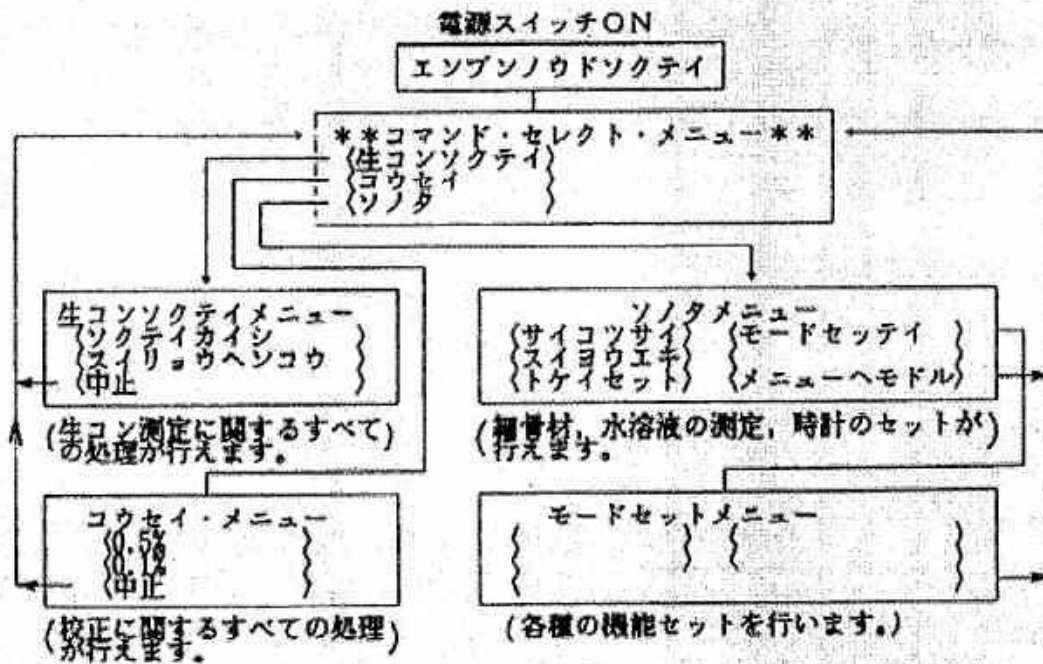 電源スイッチON
エンブンノウドソクテイ
**コマンド・セレクト・メニュー**
〈生コンソクテイ〉
〈コウセイ〉
〈ソノタ〉
生コンソクテイメニュー
〈ソクテイカイシ〉
〈スイリョウヘンコウ〉
〈中止〉
(生コン測定に関するすべて
の処理が行えます。)
ソノタメニュー
〈サイコツサイ〉 〈モードセッテイ〉
〈スイヨウエキ〉
〈トケイセット〉 〈メニューヘモドル〉
(細骨材，水溶液の測定，時計のセットが
行えます。)
コウセイ・メニュー
〈0.5%〉
〈0.1%〉
〈中止〉
(校正に関するすべての処理
が行えます。)
モードセットメニュー
(各種の機能セットを行います。)